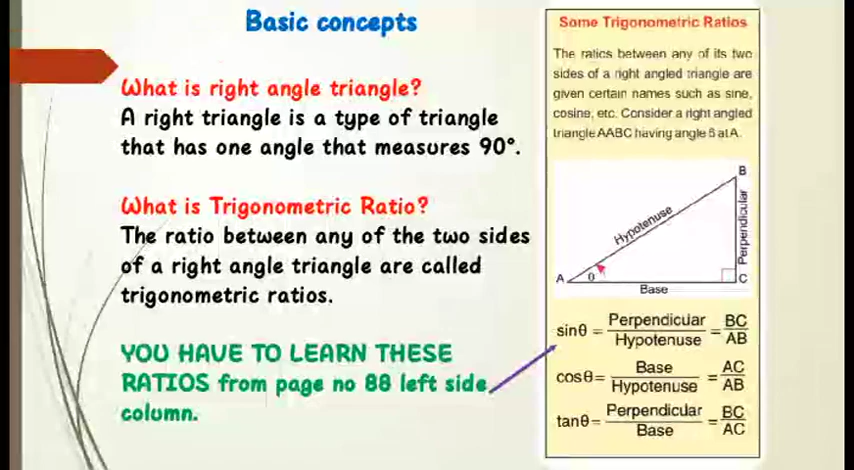 Basic concepts
What is right angle triangle?
A right triangle is a type of triangle
that has one angle that measures 90°.
What is Trigonometric Ratio?
The ratio between any of the two sides
of a right angle triangle are called
trigonometric ratios.
YOU HAVE TO LEARN THESE
RATIOS from page no 88 left side
column.
Some Trigonometric Ratios
The ratios between any of its two
sides of a right angled triangle are
given certain names such as sine,
cosine, etc. Consider a right angled
triangle AABC having angle θ at A.
B
Hypotenuse
Perpendicular
A
θ
C
Base
sinθ = Perpendicular/Hypotenuse = BC/AB
cosθ = Base/Hypotenuse = AC/AB
tanθ = Perpendicular/Base = BC/AC